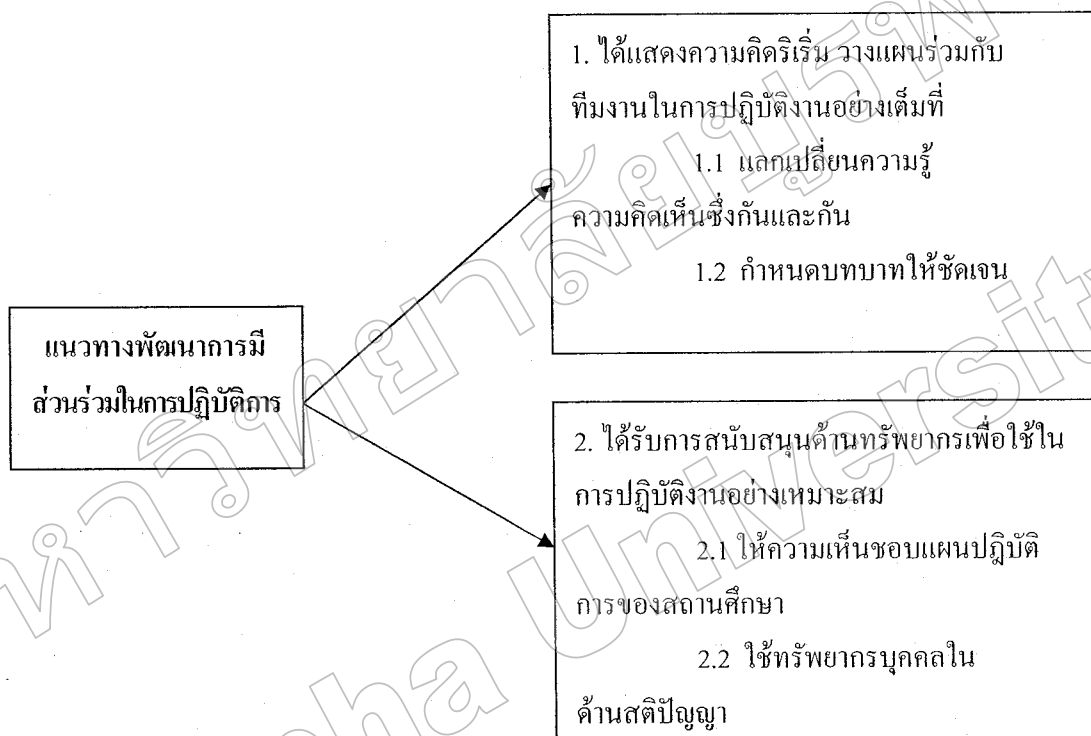 แนวทางพัฒนาการมี
ส่วนร่วมในการปฏิบัติการ
1. ได้แสดงความคิดริเริ่ม วางแผนร่วมกับ
ทีมงานในการปฏิบัติงานอย่างเต็มที่
1.1 แลกเปลี่ยนความรู้
ความคิดเห็นซึ่งกันและกัน
1.2 กำหนดบทบาทให้ชัดเจน
2. ได้รับการสนับสนุนด้านทรัพยากรเพื่อใช้ใน
การปฏิบัติงานอย่างเหมาะสม
2.1 ให้ความเห็นชอบแผนปฏิบัติ
การของสถานศึกษา
2.2 ใช้ทรัพยากรบุคคลใน
ด้านสติปัญญา
University